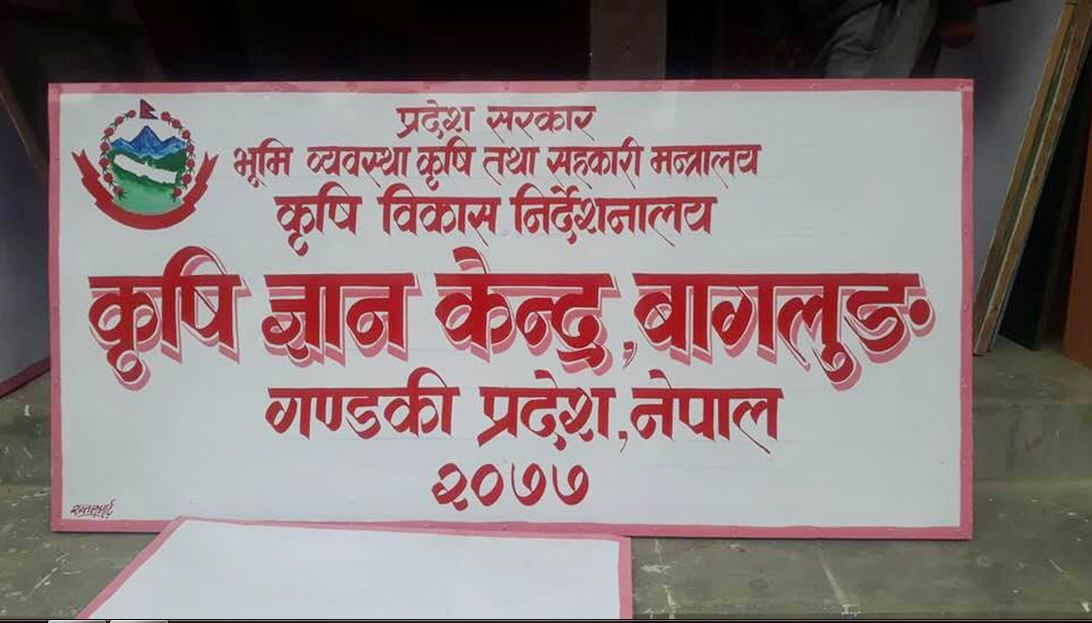 प्रदेश सरकार
भूमि व्यवस्था कृषि तथा सहकारी मन्त्रालय
कृषि विकास निर्देशनालय
कृषि ज्ञान केन्द्र, बागलुङ
गण्डकी प्रदेश, नेपाल
२०७७